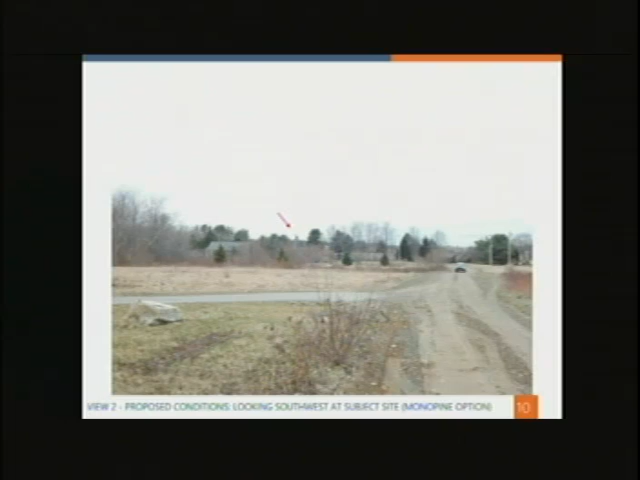 VIEW 2 - PROPOSED CONDITIONS: LOOKING SOUTHWEST AT SUBJECT SITE (MONOPINE OPTION)
10